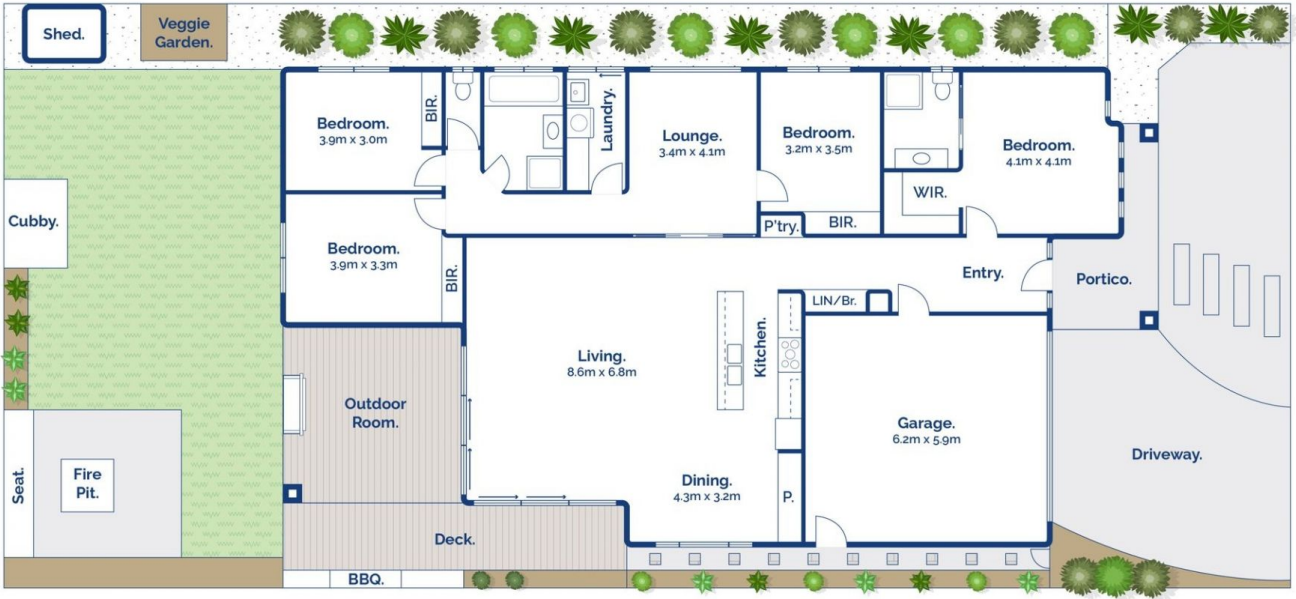 Shed.
Veggie
Garden.
Bedroom.
3.9m x 3.0m
BIR.
Laundry.
Lounge.
3.4m x 4.1m
Bedroom.
3.2m x 3.5m
Bedroom.
4.1m x 4.1m
WIR.
P'try.
BIR.
Cubby.
Bedroom.
3.9m x 3.3m
BIR.
Entry.
Portico.
LIN/Br.
Living.
8.6m x 6.8m
Kitchen.
Outdoor
Room.
Garage.
6.2m x 5.9m
Driveway.
Seat.
Fire
Pit.
Dining.
4.3m x 3.2m
P.
Deck.
BBQ.